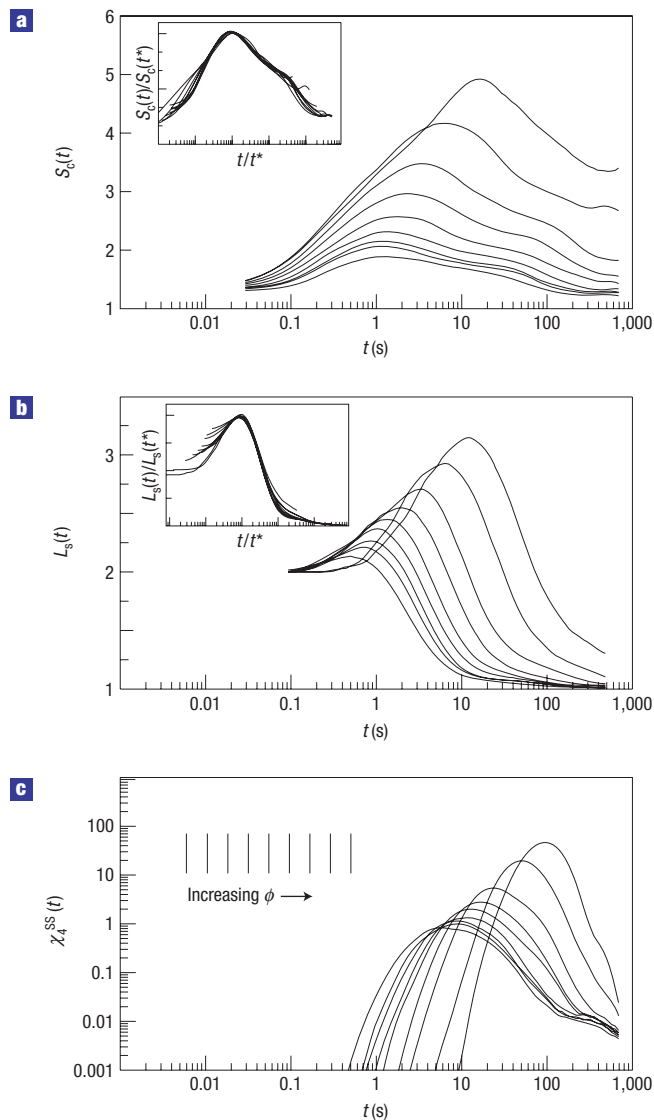 a
6
5
4
3
2
1
S_c(t)
0.01 0.1 1 10 100 1,000
t (s)
S_c(t)/S_c(t*)
t/t*
b
3
2
1
L_s(t)
0.01 0.1 1 10 100 1,000
t (s)
L_s(t)/L_s(t*)
t/t*
c
100
10
1
0.1
0.01
0.001
χ_4^SS(t)
Increasing ϕ →
0.01 0.1 1 10 100 1,000
t (s)